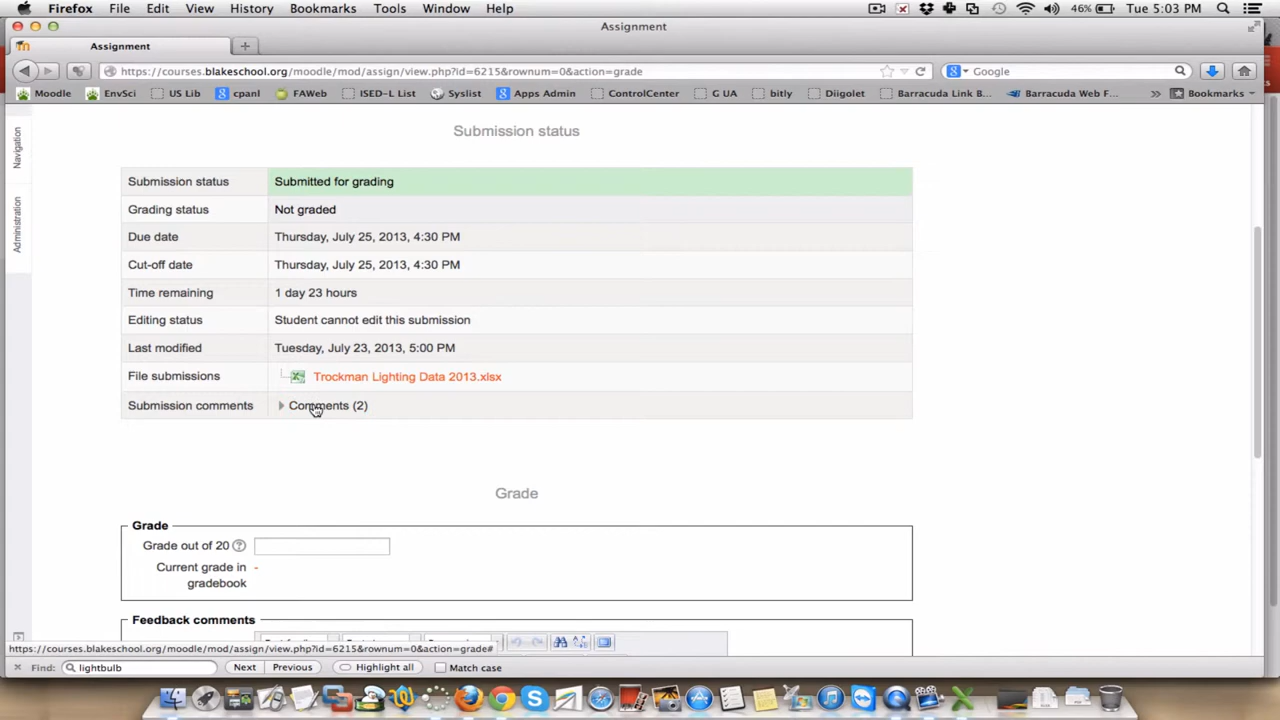 Firefox File Edit View History Bookmarks Tools Window Help 46% Tue 5:03 PM
Assignment
Assignment
https://courses.blakeschool.org/moodle/mod/assign/view.php?id=6215&rownum=0&action=grade Google
Moodle EnvSci US Lib cpanl FAWeb ISED-L List Syslist Apps Admin ControlCenter G UA bitly Diigolet Barracuda Link B... Barracuda Web F... » Bookmarks
Navigation
Administration
Submission status
Submission status Submitted for grading
Grading status Not graded
Due date Thursday, July 25, 2013, 4:30 PM
Cut-off date Thursday, July 25, 2013, 4:30 PM
Time remaining 1 day 23 hours
Editing status Student cannot edit this submission
Last modified Tuesday, July 23, 2013, 5:00 PM
File submissions Trockman Lighting Data 2013.xlsx
Submission comments Comments (2)
Grade
Grade
Grade out of 20
Current grade in - 
gradebook
Feedback comments
https://courses.blakeschool.org/moodle/mod/assign/view.php?id=6215&rownum=0&action=grade#
Find: lightbulb Next Previous Highlight all Match case